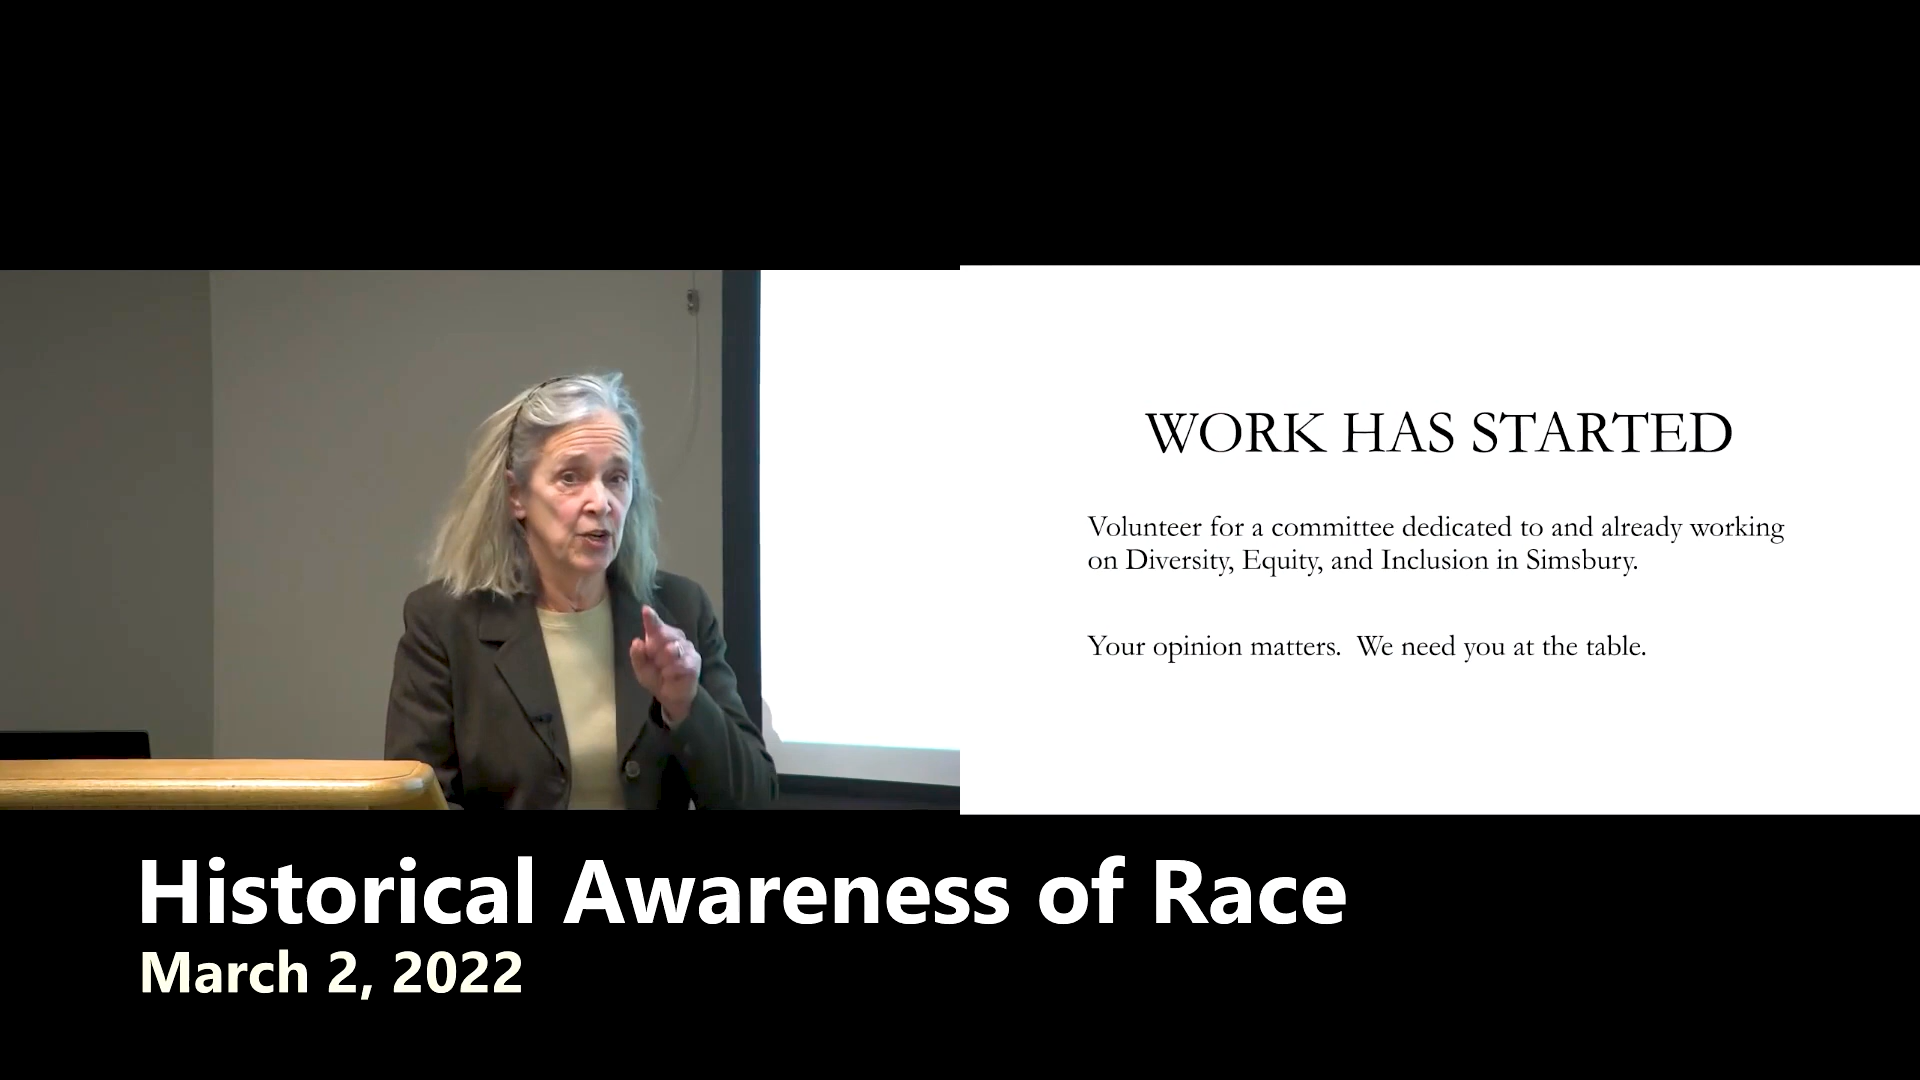 WORK HAS STARTED
Volunteer for a committee dedicated to and already working
on Diversity, Equity, and Inclusion in Simsbury.
Your opinion matters.  We need you at the table.
Historical Awareness of Race
March 2, 2022